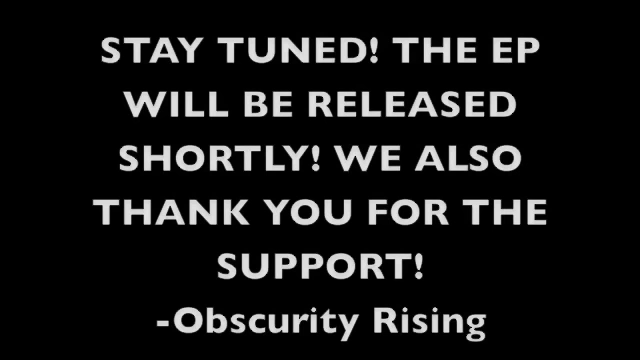 STAY TUNED! THE EP
WILL BE RELEASED
SHORTLY! WE ALSO
THANK YOU FOR THE
SUPPORT!
-Obscurity Rising